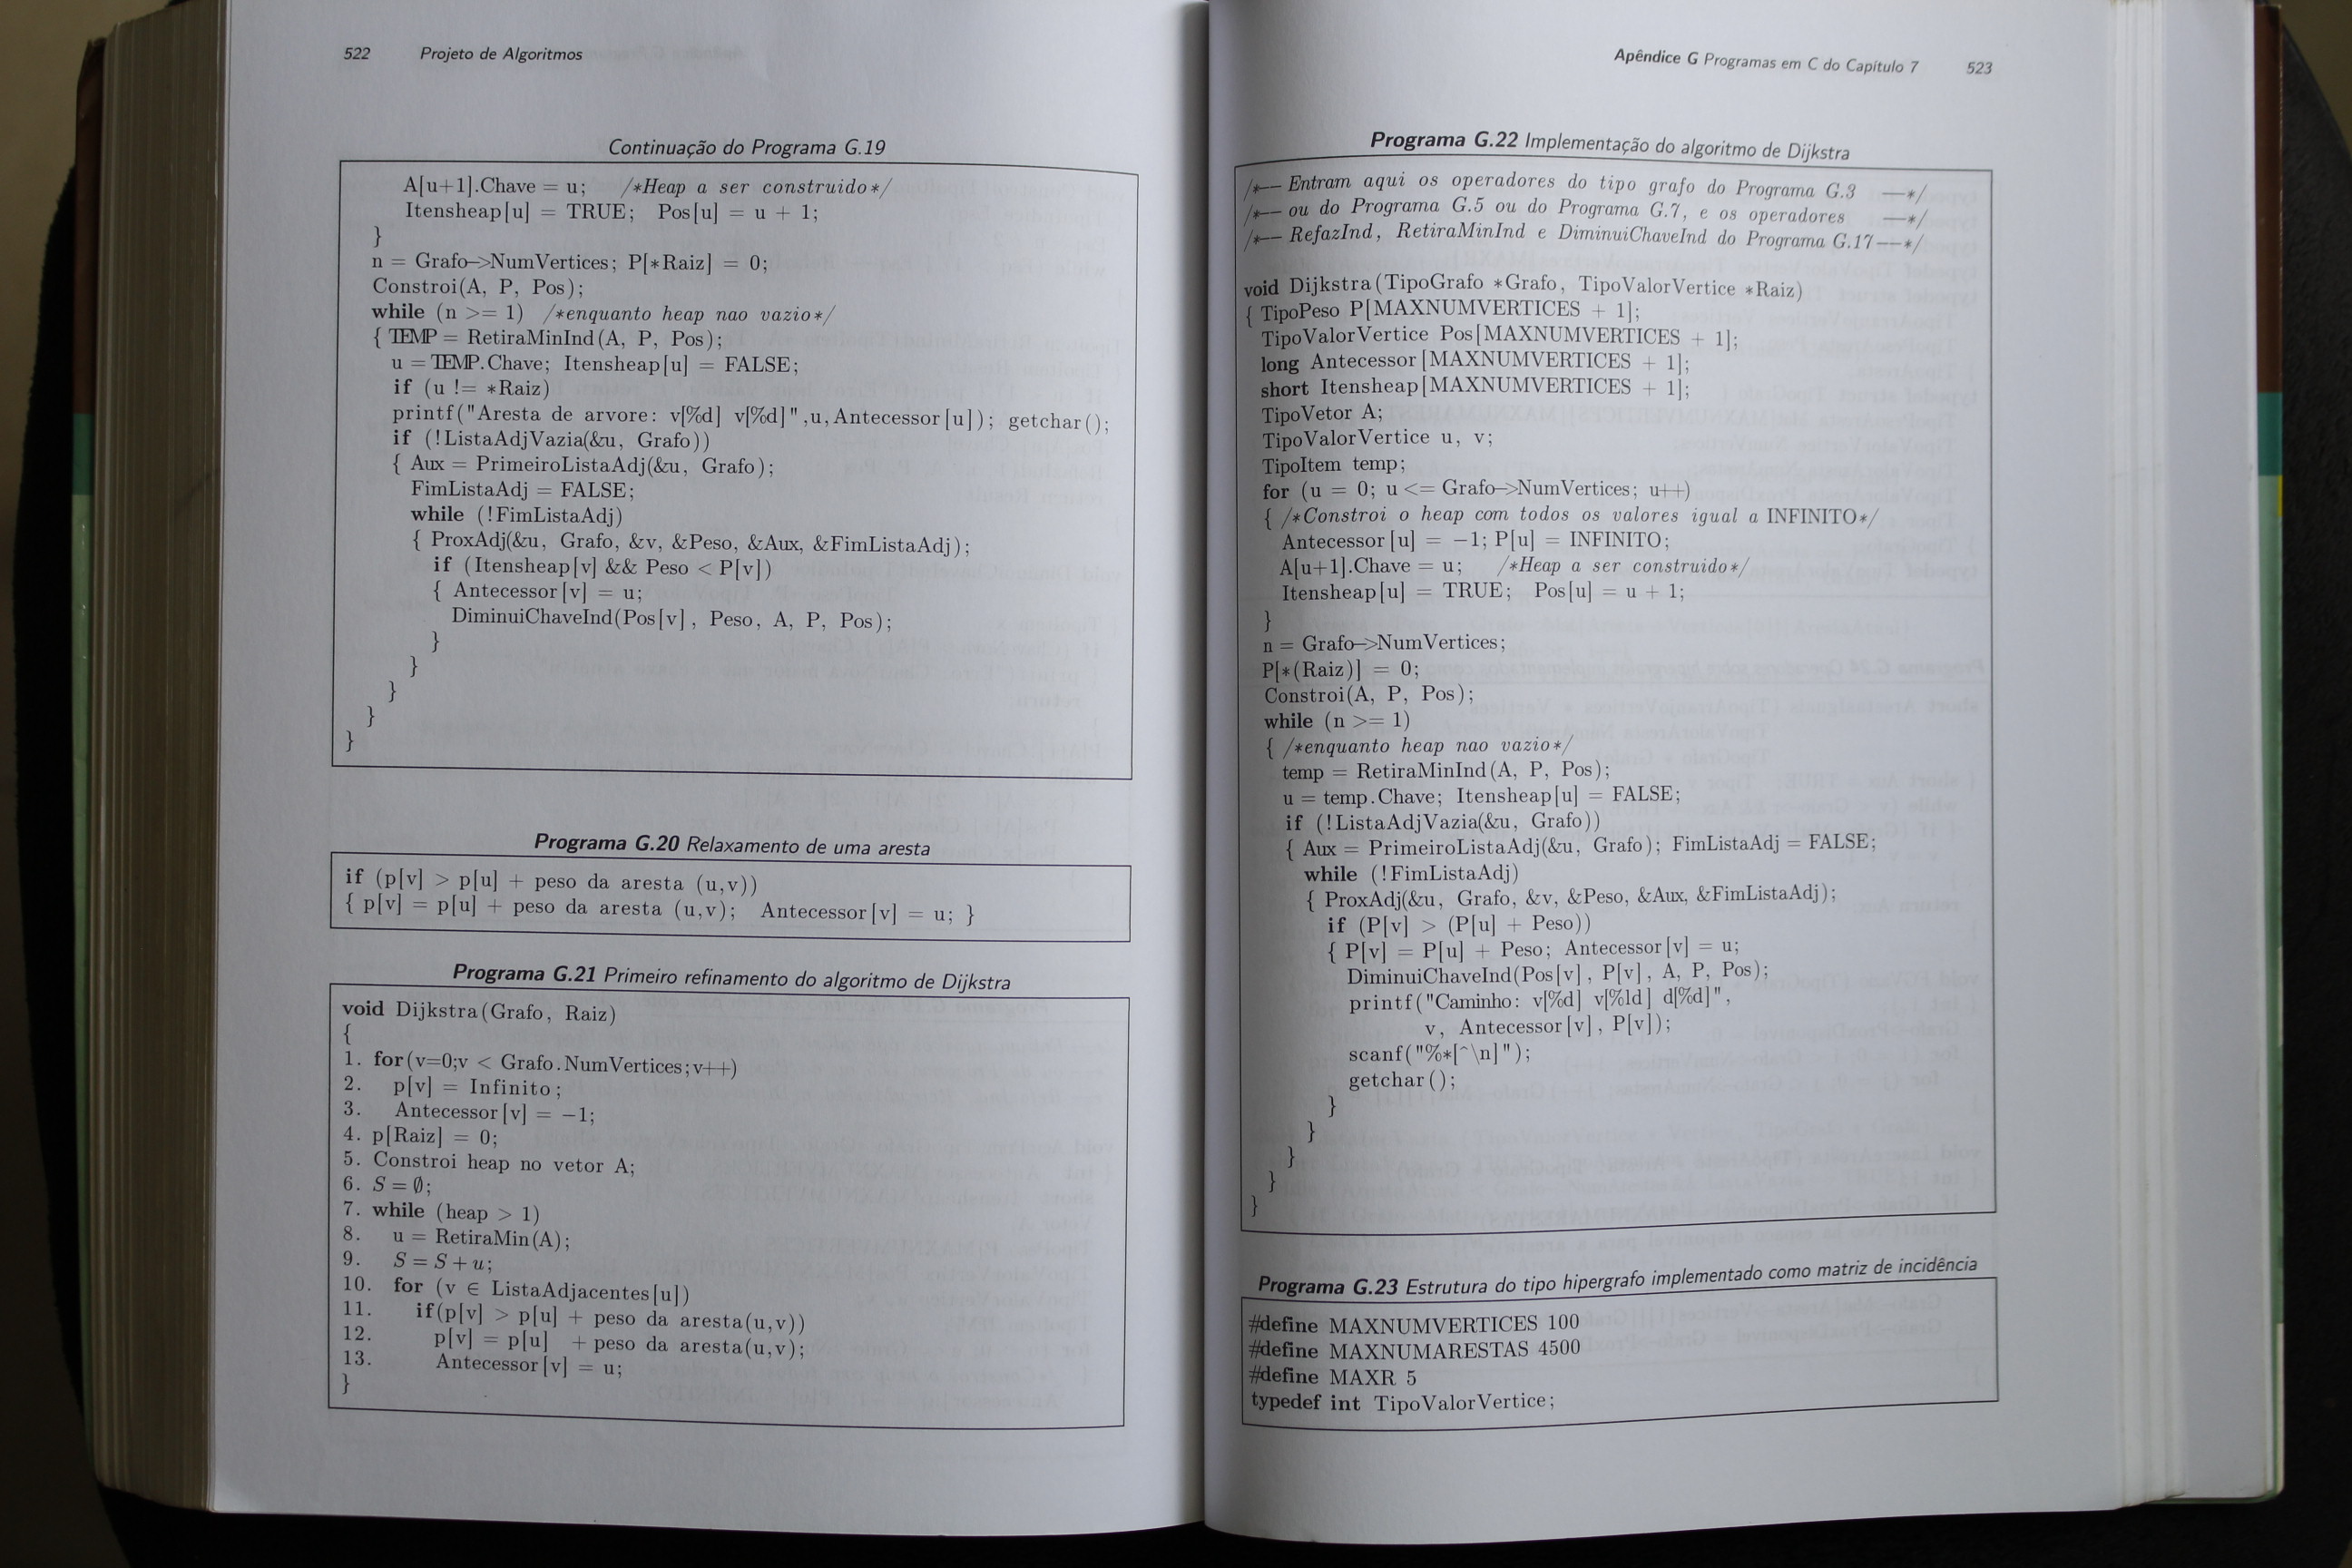 522 Projeto de Algoritmos
Continuação do Programa G.19
A[u+1].Chave = u; /*Heap a ser construido*/
Itensheap[u] = TRUE; Pos[u] = u + 1;
}
n = Grafo->NumVertices; P[*Raiz] = 0;
Constroi(A, P, Pos);
while (n >= 1) /*enquanto heap nao vazio*/
{ TEMP = RetiraMinInd(A, P, Pos);
u = TEMP.Chave; Itensheap[u] = FALSE;
if (u != *Raiz)
printf("Aresta de arvore: v[%d] v[%d]",u,Antecessor[u]); getchar();
if (!ListaAdjVazia(&u, Grafo))
{ Aux = PrimeiroListaAdj(&u, Grafo);
FimListaAdj = FALSE;
while (!FimListaAdj)
{ ProxAdj(&u, Grafo, &v, &Peso, &Aux, &FimListaAdj);
if (Itensheap[v] && Peso < P[v])
{ Antecessor[v] = u;
DiminuiChaveInd(Pos[v], Peso, A, P, Pos);
}
}
}
}
}
Programa G.20 Relaxamento de uma aresta
if (p[v] > p[u] + peso da aresta (u,v))
{ p[v] = p[u] + peso da aresta (u,v); Antecessor[v] = u; }
Programa G.21 Primeiro refinamento do algoritmo de Dijkstra
void Dijkstra(Grafo, Raiz)
{
1. for(v=0;v < Grafo.NumVertices;v++)
2. p[v] = Infinito;
3. Antecessor[v] = -1;
4. p[Raiz] = 0;
5. Constroi heap no vetor A;
6. S = ∅;
7. while (heap > 1)
8. u = RetiraMin(A);
9. S = S + u;
10. for (v ∈ ListaAdjacentes[u])
11. if(p[v] > p[u] + peso da aresta(u,v))
12. p[v] = p[u] + peso da aresta(u,v);
13. Antecessor[v] = u;
}
Apêndice G Programas em C do Capítulo 7 523
Programa G.22 Implementação do algoritmo de Dijkstra
/*-- Entram aqui os operadores do tipo grafo do Programa G.3 --*/
/*-- ou do Programa G.5 ou do Programa G.7, e os operadores --*/
/*-- RefazInd, RetiraMinInd e DiminuiChaveInd do Programa G.17--*/
void Dijkstra(TipoGrafo *Grafo, TipoValorVertice *Raiz)
{ TipoPeso P[MAXNUMVERTICES + 1];
TipoValorVertice Pos[MAXNUMVERTICES + 1];
long Antecessor[MAXNUMVERTICES + 1];
short Itensheap[MAXNUMVERTICES + 1];
TipoVetor A;
TipoValorVertice u, v;
TipoItem temp;
for (u = 0; u <= Grafo->NumVertices; u++)
{ /*Constroi o heap com todos os valores igual a INFINITO*/
Antecessor[u] = -1; P[u] = INFINITO;
A[u+1].Chave = u; /*Heap a ser construido*/
Itensheap[u] = TRUE; Pos[u] = u + 1;
}
n = Grafo->NumVertices;
P[*(Raiz)] = 0;
Constroi(A, P, Pos);
while (n >= 1)
{ /*enquanto heap nao vazio*/
temp = RetiraMinInd(A, P, Pos);
u = temp.Chave; Itensheap[u] = FALSE;
if (!ListaAdjVazia(&u, Grafo))
{ Aux = PrimeiroListaAdj(&u, Grafo); FimListaAdj = FALSE;
while (!FimListaAdj)
{ ProxAdj(&u, Grafo, &v, &Peso, &Aux, &FimListaAdj);
if (P[v] > (P[u] + Peso))
{ P[v] = P[u] + Peso; Antecessor[v] = u;
DiminuiChaveInd(Pos[v], P[v], A, P, Pos);
printf("Caminho: v[%d] v[%ld] d[%d]",
v, Antecessor[v], P[v]);
scanf("%*[^\n]");
getchar();
}
}
}
}
}
Programa G.23 Estrutura do tipo hipergrafo implementado como matriz de incidência
#define MAXNUMVERTICES 100
#define MAXNUMARESTAS 4500
#define MAXR 5
typedef int TipoValorVertice;